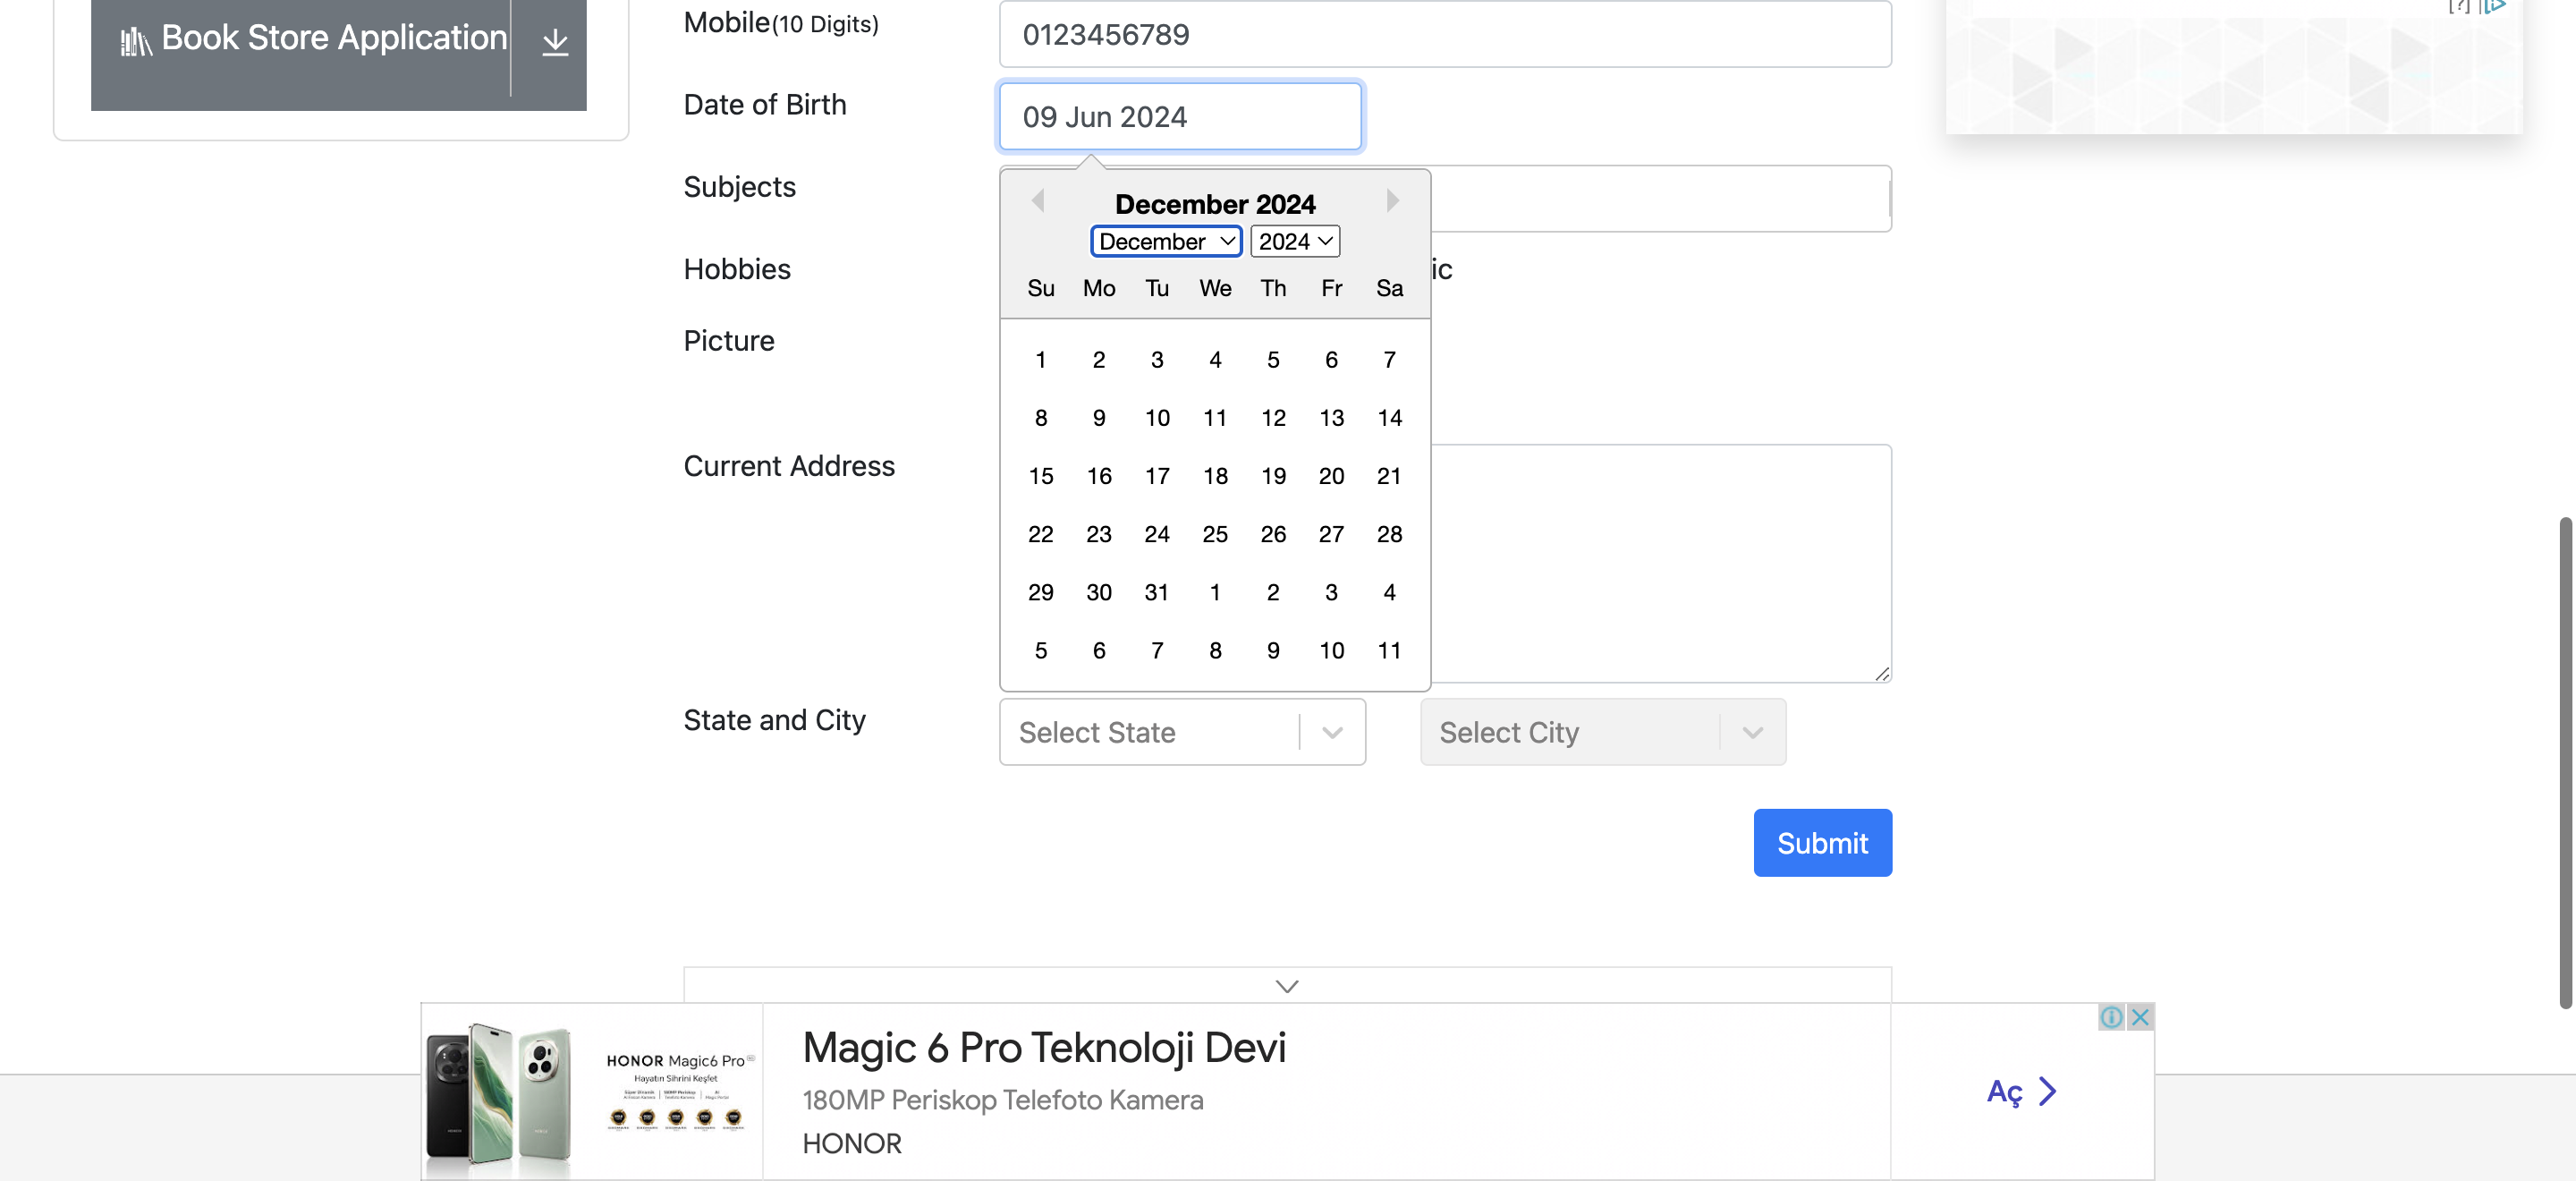 Book Store Application
Mobile(10 Digits)
0123456789
Date of Birth
09 Jun 2024
Subjects
December 2024
December
2024
Hobbies
ic
Su Mo Tu We Th Fr Sa
Picture
1 2 3 4 5 6 7
8 9 10 11 12 13 14
Current Address
15 16 17 18 19 20 21
22 23 24 25 26 27 28
29 30 31 1 2 3 4
5 6 7 8 9 10 11
State and City
Select State
Select City
Submit
HONOR Magic6 Pro
Hayatın Sihrini Keşfet
Magic 6 Pro Teknoloji Devi
180MP Periskop Telefoto Kamera
HONOR
Aç